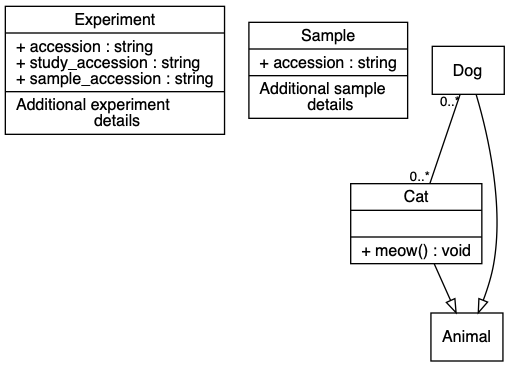 Experiment
+ accession : string
+ study_accession : string
+ sample_accession : string
Additional experiment
details
Sample
+ accession : string
Additional sample
details
Dog
0..*
0..*
Cat
+ meow() : void
Animal